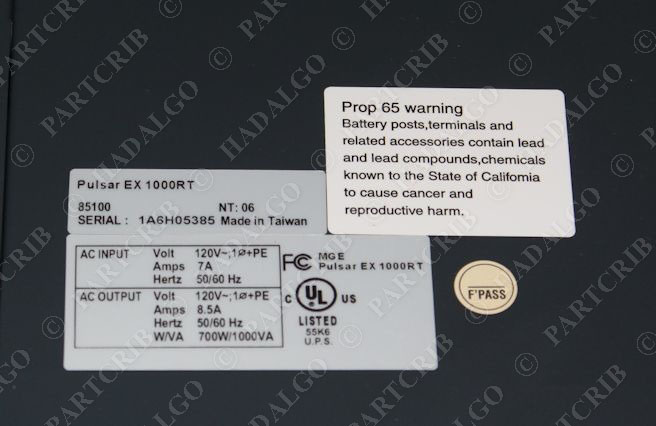 Prop 65 warning
Battery posts,terminals and
related accessories contain lead
and lead compounds,chemicals
known to the State of California
to cause cancer and
reproductive harm.
Pulsar EX 1000RT
85100 NT: 06
SERIAL : 1A6H05385 Made in Taiwan
AC INPUT Volt 120V~,1ø+PE
Amps 7A
Hertz 50/60 Hz
AC OUTPUT Volt 120V~,1ø+PE
Amps 8.5A
Hertz 50/60 Hz
W/VA 700W/1000VA
FC MGE
Pulsar EX 1000RT
C UL US
LISTED
55K6
U.P.S.
F'PASS
PARTCRIB
HADALGO